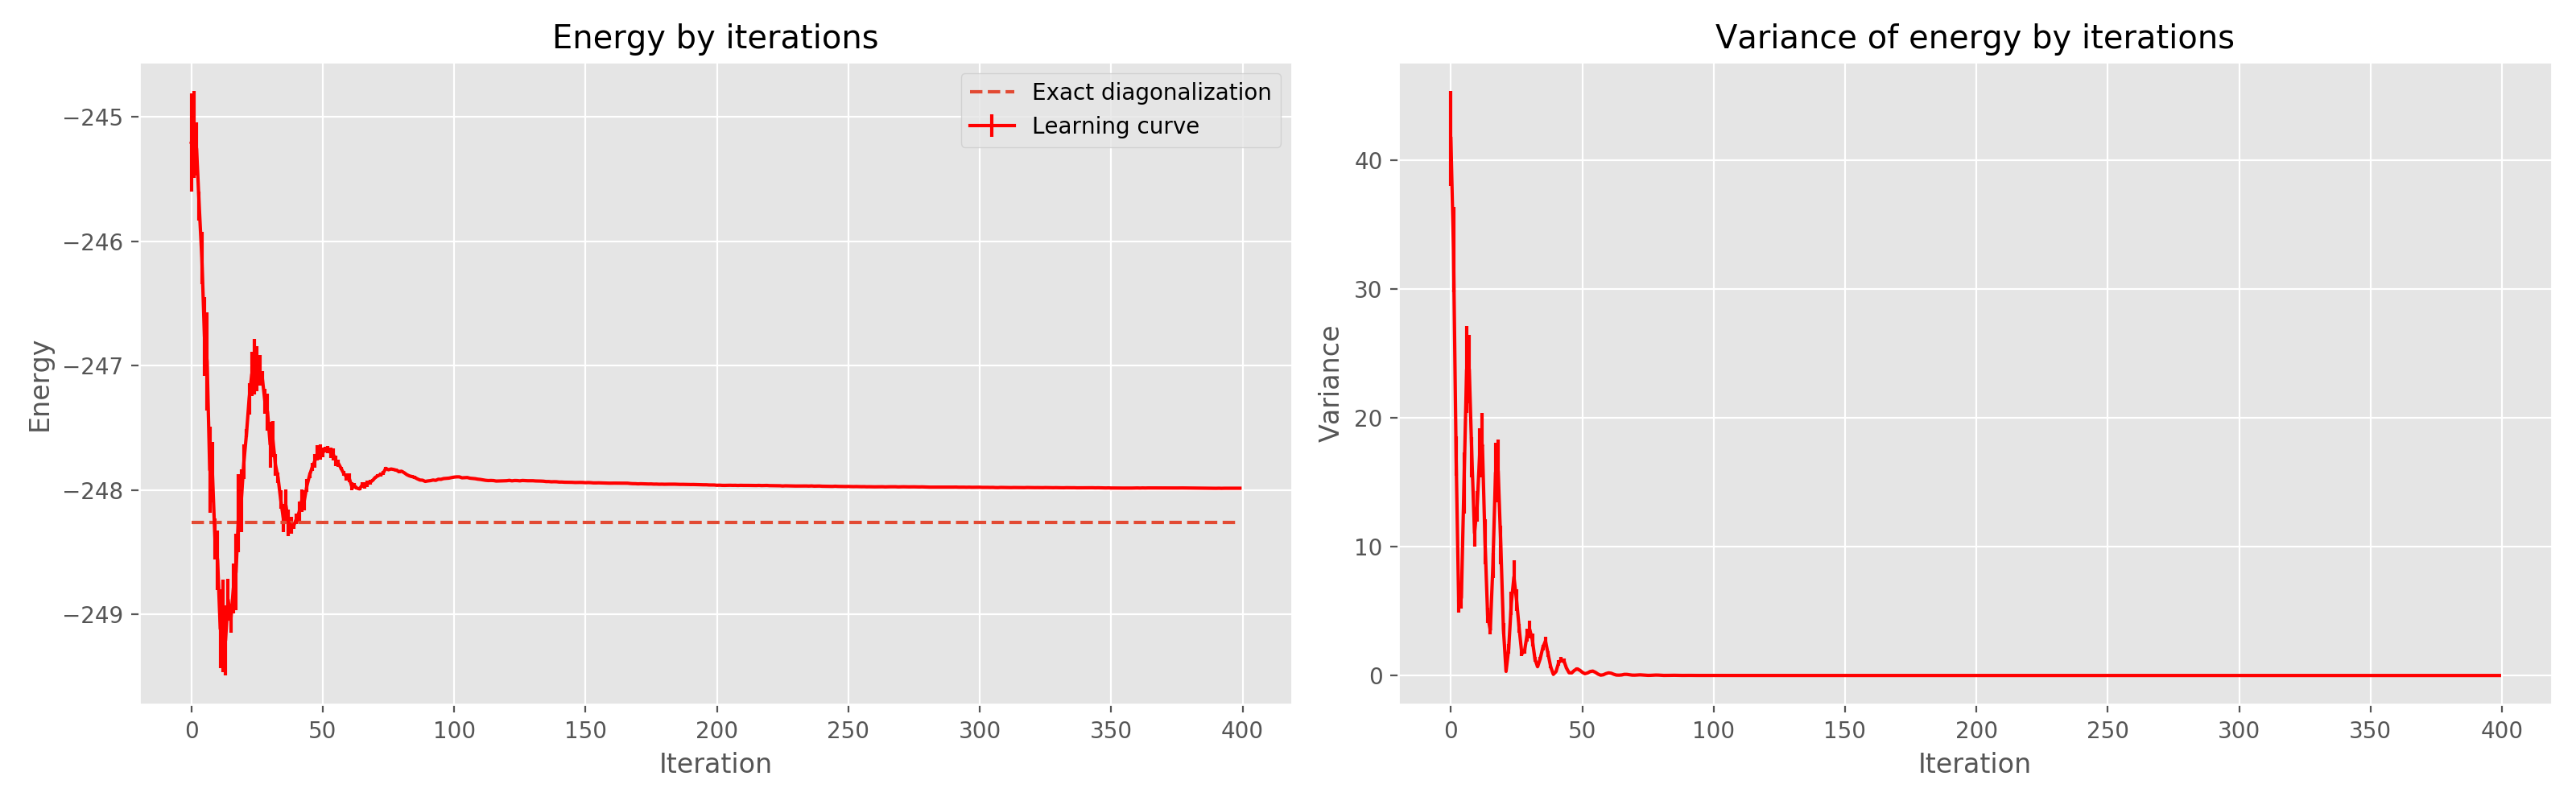 Energy by iterations
Exact diagonalization
Learning curve
−245
−246
−247
−248
−249
Energy
0 50 100 150 200 250 300 350 400
Iteration
Variance of energy by iterations
40
30
20
10
0
Variance
0 50 100 150 200 250 300 350 400
Iteration